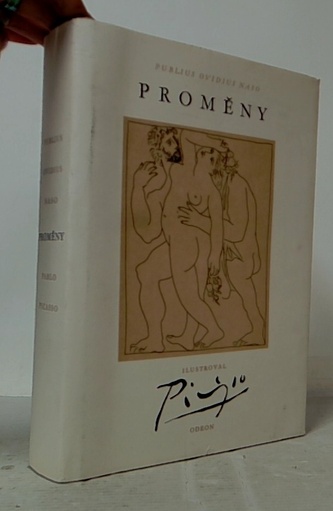 PUBLIUS OVIDIUS NASO
PROMĚNY
ILUSTROVAL
Picasso
ODEON
PUBLIUS
OVIDIUS
NASO
PROMĚNY
PABLO
PICASSO